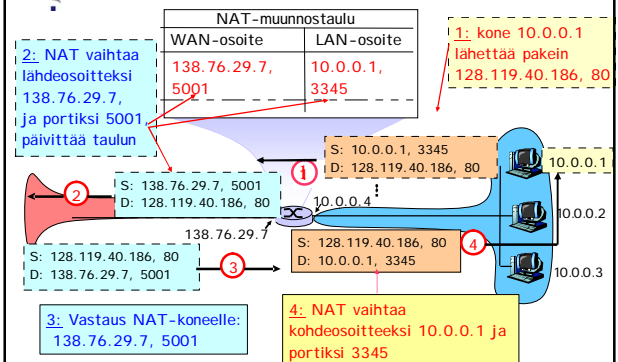 NAT-muunnostaulu
WAN-osoite LAN-osoite
138.76.29.7, 10.0.0.1,
5001 3345
2: NAT vaihtaa
lähdeosoitteksi
138.76.29.7,
ja portiksi 5001,
päivittää taulun
1: kone 10.0.0.1
lähettää pakein
128.119.40.186, 80
S: 10.0.0.1, 3345
D: 128.119.40.186, 80
1
10.0.0.1
S: 138.76.29.7, 5001
D: 128.119.40.186, 80
2
10.0.0.4
10.0.0.2
138.76.29.7
S: 128.119.40.186, 80
D: 10.0.0.1, 3345
4
S: 128.119.40.186, 80
D: 138.76.29.7, 5001
3
10.0.0.3
3: Vastaus NAT-koneelle:
138.76.29.7, 5001
4: NAT vaihtaa
kohdeosoitteeksi 10.0.0.1 ja
portiksi 3345